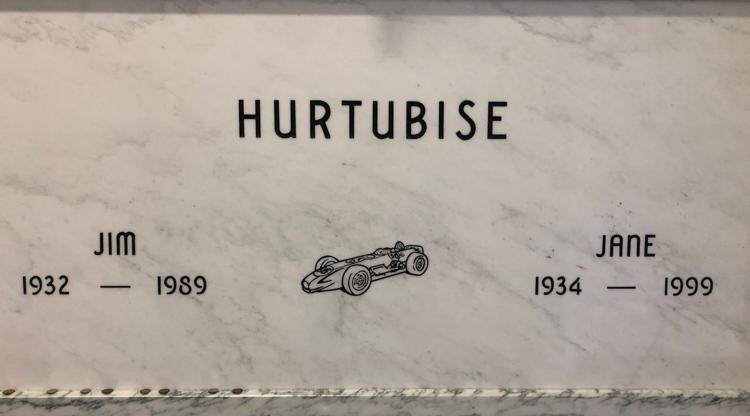 HURTUBISE
JIM
JANE
1932 — 1989
1934 — 1999